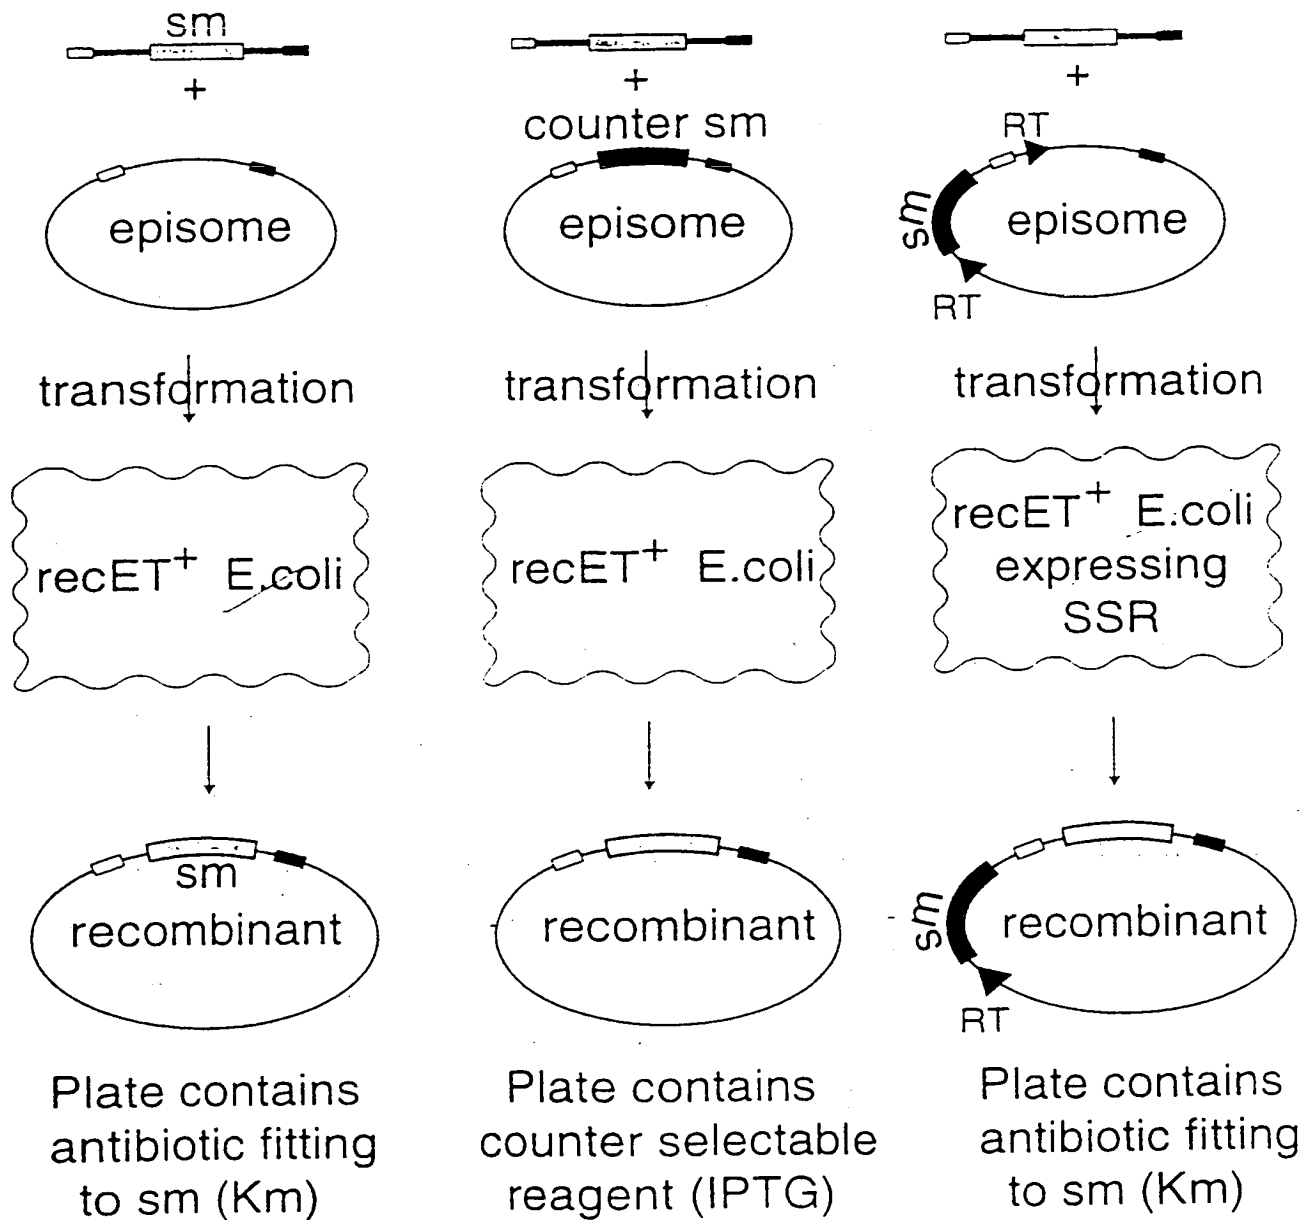 sm
+
episome
transformation
recET+ E.coli
sm
recombinant
Plate contains
antibiotic fitting
to sm (Km)
+
counter sm
episome
transformation
recET+ E.coli
recombinant
Plate contains
counter selectable
reagent (IPTG)
+
RT
sm
episome
RT
transformation
recET+ E.coli
expressing
SSR
sm
recombinant
RT
Plate contains
antibiotic fitting
to sm (Km)